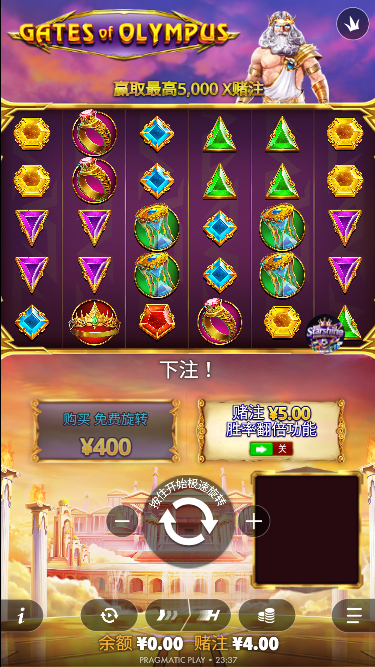 GATES of OLYMPUS
赢取最高5,000 X赌注
Starshine
下注！
购买 免费旋转
¥400
赌注 ¥5.00
胜率翻倍功能
关
按住开始极速旋转
余额 ¥0.00 赌注 ¥4.00
PRAGMATIC PLAY • 23:37